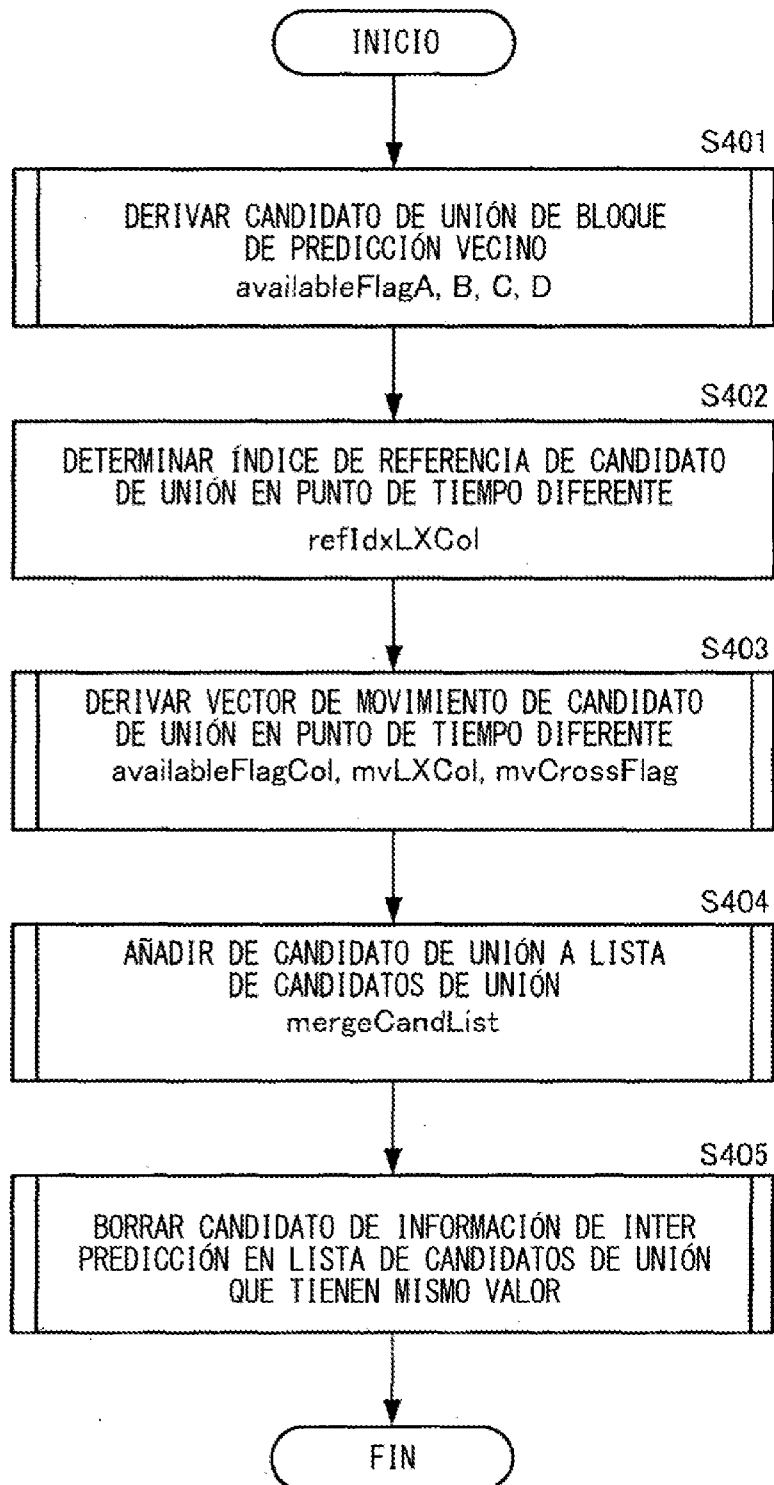 INICIO
S401
DERIVAR CANDIDATO DE UNIÓN DE BLOQUE
DE PREDICCIÓN VECINO
availableFlagA, B, C, D
S402
DETERMINAR ÍNDICE DE REFERENCIA DE CANDIDATO
DE UNIÓN EN PUNTO DE TIEMPO DIFERENTE
refIdxLXCol
S403
DERIVAR VECTOR DE MOVIMIENTO DE CANDIDATO
DE UNIÓN EN PUNTO DE TIEMPO DIFERENTE
availableFlagCol, mvLXCol, mvCrossFlag
S404
AÑADIR DE CANDIDATO DE UNIÓN A LISTA
DE CANDIDATOS DE UNIÓN
mergeCandList
S405
BORRAR CANDIDATO DE INFORMACIÓN DE INTER
PREDICCIÓN EN LISTA DE CANDIDATOS DE UNIÓN
QUE TIENEN MISMO VALOR
FIN